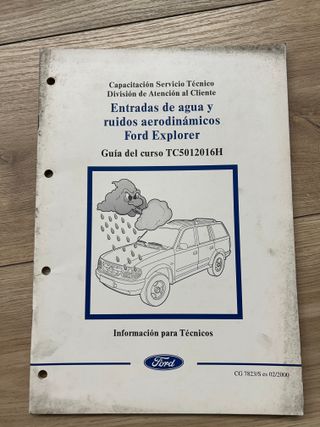 Capacitación Servicio Técnico
División de Atención al Cliente
Entradas de agua y
ruidos aerodinámicos
Ford Explorer
Guía del curso TC5012016H
Información para Técnicos
Ford
CG 7823/S es 02/2000